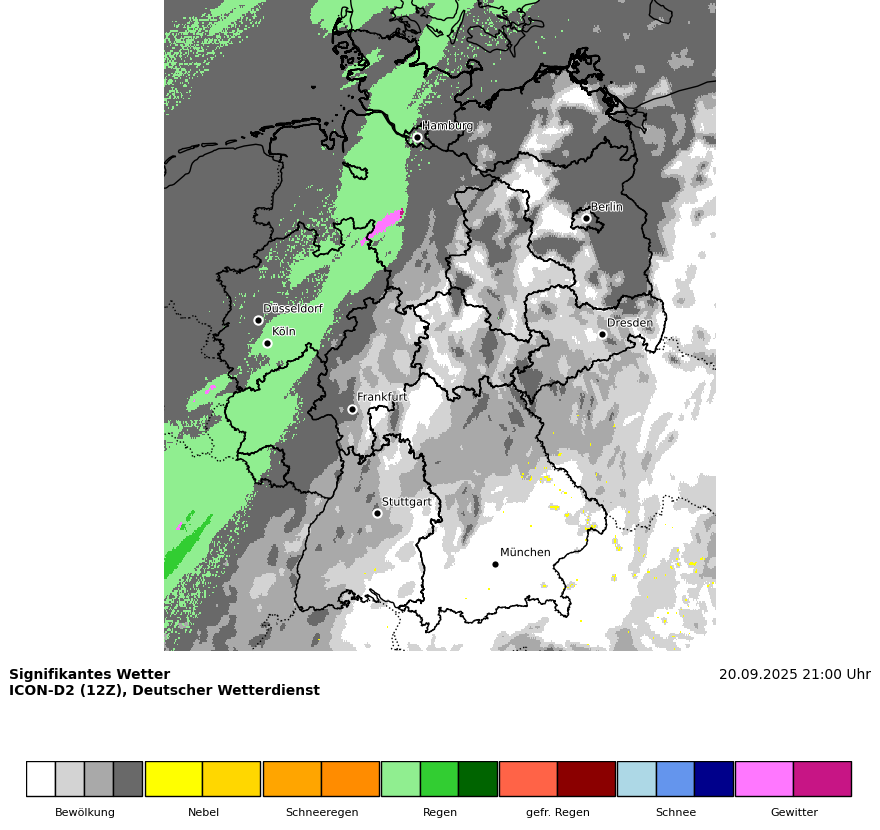 Hamburg
Berlin
Düsseldorf
Köln
Dresden
Frankfurt
Stuttgart
München
Signifikantes Wetter
20.09.2025 21:00 Uhr
ICON-D2 (12Z), Deutscher Wetterdienst
Bewölkung
Nebel
Schneeregen
Regen
gefr. Regen
Schnee
Gewitter